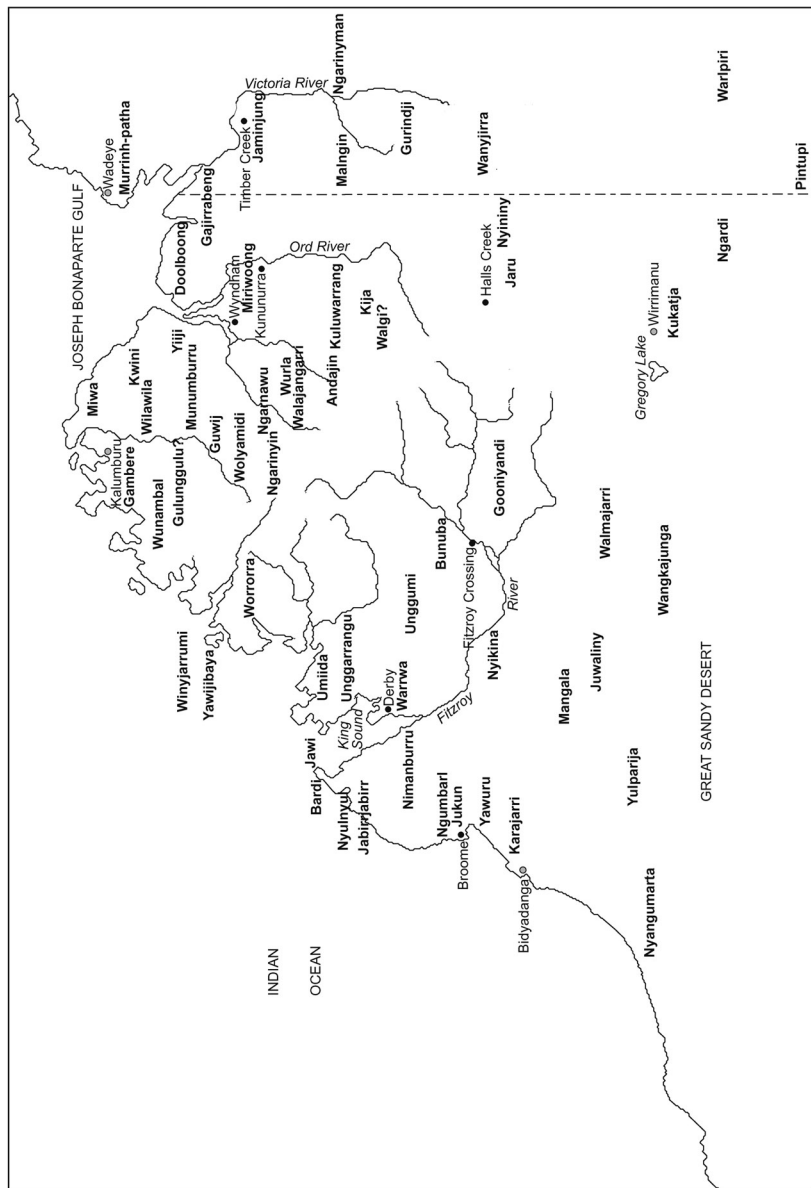 JOSEPH BONAPARTE GULF
Wadeye
Murrinh-patha
Victoria River
Ngarinyman
Timber Creek
Jaminjung
Gajirrabeng
Malngin
Gurindji
Wanyjirra
Warlpiri
Pintupi
Doolboong
Ord River
Wyndham
Miriwoong
Kununurra
Nyininy
Halls Creek
Jaru
Ngardi
Miwa
Kwini
Wilawila
Yiiji
Munumburru
Guwij
Wolyamidi
Ngarinyin
Ngarnawu
Wurla
Walajangarri
Andajin
Kuluwarrang
Kija
Walgi?
Wirrimanu
Kukatja
Gregory Lake
Kalumburu
Gambere
Wunambal
Gulunggulu?
Gooniyandi
Bunuba
Fitzroy Crossing
Walmajarri
Wangkajunga
Worrorra
Winyjarrumi
Yawijibaya
Umiida
Unggarrangu
Unggumi
Derby
Warrwa
King
Sound
Fitzroy
River
Nyikina
Mangala
Juwaliny
Jawi
Bardi
Nyulnyul
Jabirrjabirr
Nimanburru
Ngumbarl
Jukun
Broome
Yawuru
Karajarri
Bidyadanga
Yulparija
GREAT SANDY DESERT
Nyangumarta
INDIAN
OCEAN